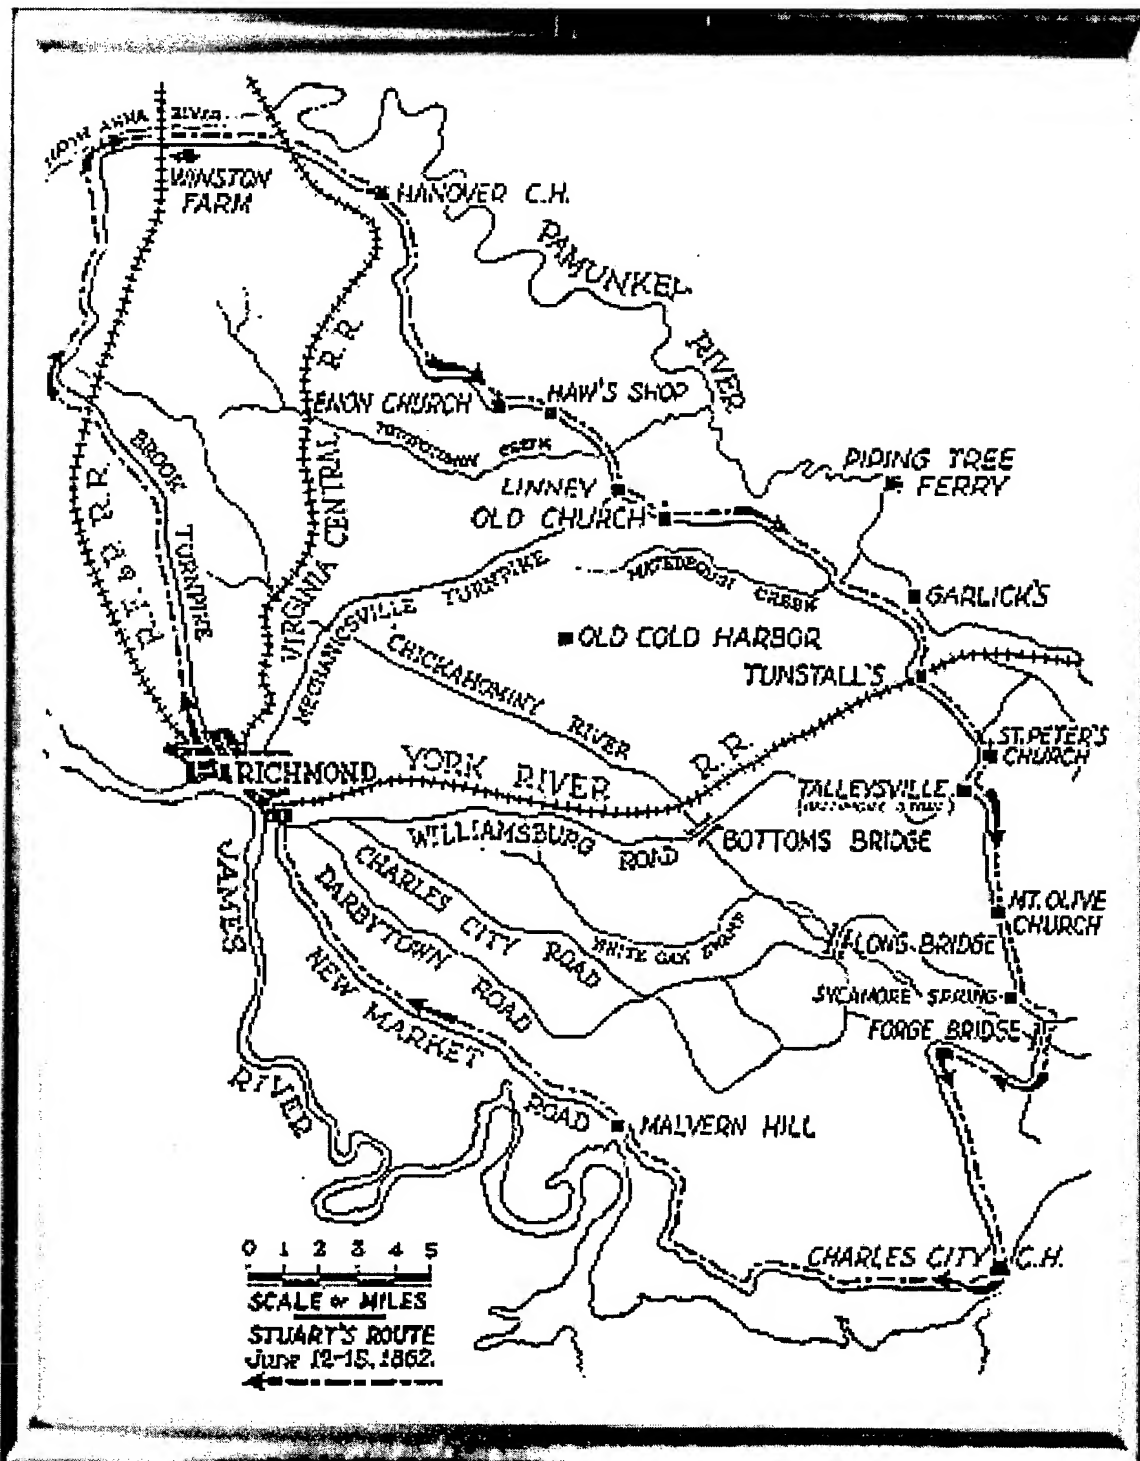 ANNA RIVER
WINSTON
FARM
HANOVER C.H.
PAMUNKEL
RIVER
R.R.
ENON CHURCH
HAW'S SHOP
CREEK
PIPING TREE
FERRY
LINNEY
OLD CHURCH
BROOK
TURNPIKE
R.F. & P. R.R.
VIRGINIA CENTRAL
MECHANICSVILLE TURNPIKE
CREEK
GARLICK'S
OLD COLD HARBOR
TUNSTALL'S
CHICKAHOMINY
RIVER
ST. PETER'S
CHURCH
RICHMOND
YORK RIVER R.R.
TALLEYSVILLE
WILLIAMSBURG
ROAD
BOTTOMS BRIDGE
JAMES
RIVER
CHARLES CITY ROAD
DARBYTOWN ROAD
WHITE OAK SWAMP
MT. OLIVE
CHURCH
LONG BRIDGE
NEW MARKET
ROAD
SYCAMORE SPRING
FORGE BRIDGE
MALVERN HILL
CHARLES CITY C.H.
0 1 2 3 4 5
SCALE OF MILES
STUART'S ROUTE
June 12-15, 1862.